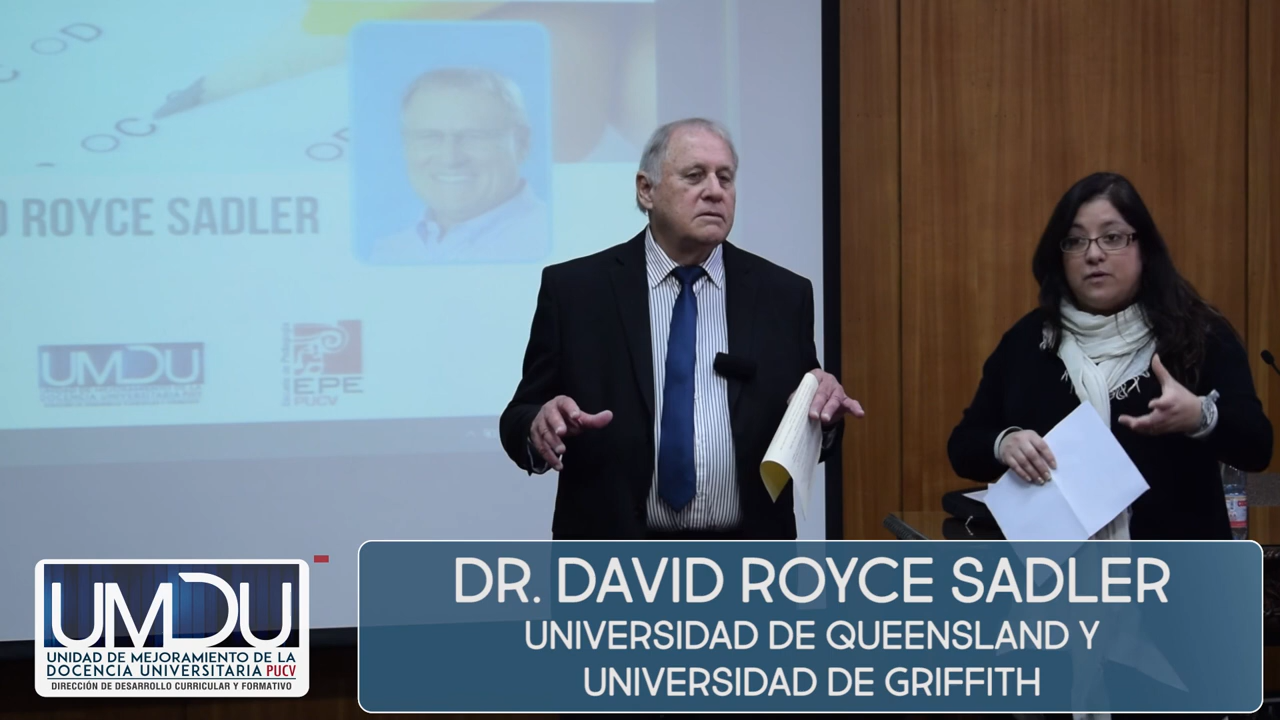 D ROYCE SADLER
UMDU
EPE
PUCV
DR. DAVID ROYCE SADLER
UNIVERSIDAD DE QUEENSLAND Y
UNIVERSIDAD DE GRIFFITH
UMDU
UNIDAD DE MEJORAMIENTO DE LA
DOCENCIA UNIVERSITARIA PUCV
DIRECCIÓN DE DESARROLLO CURRICULAR Y FORMATIVO